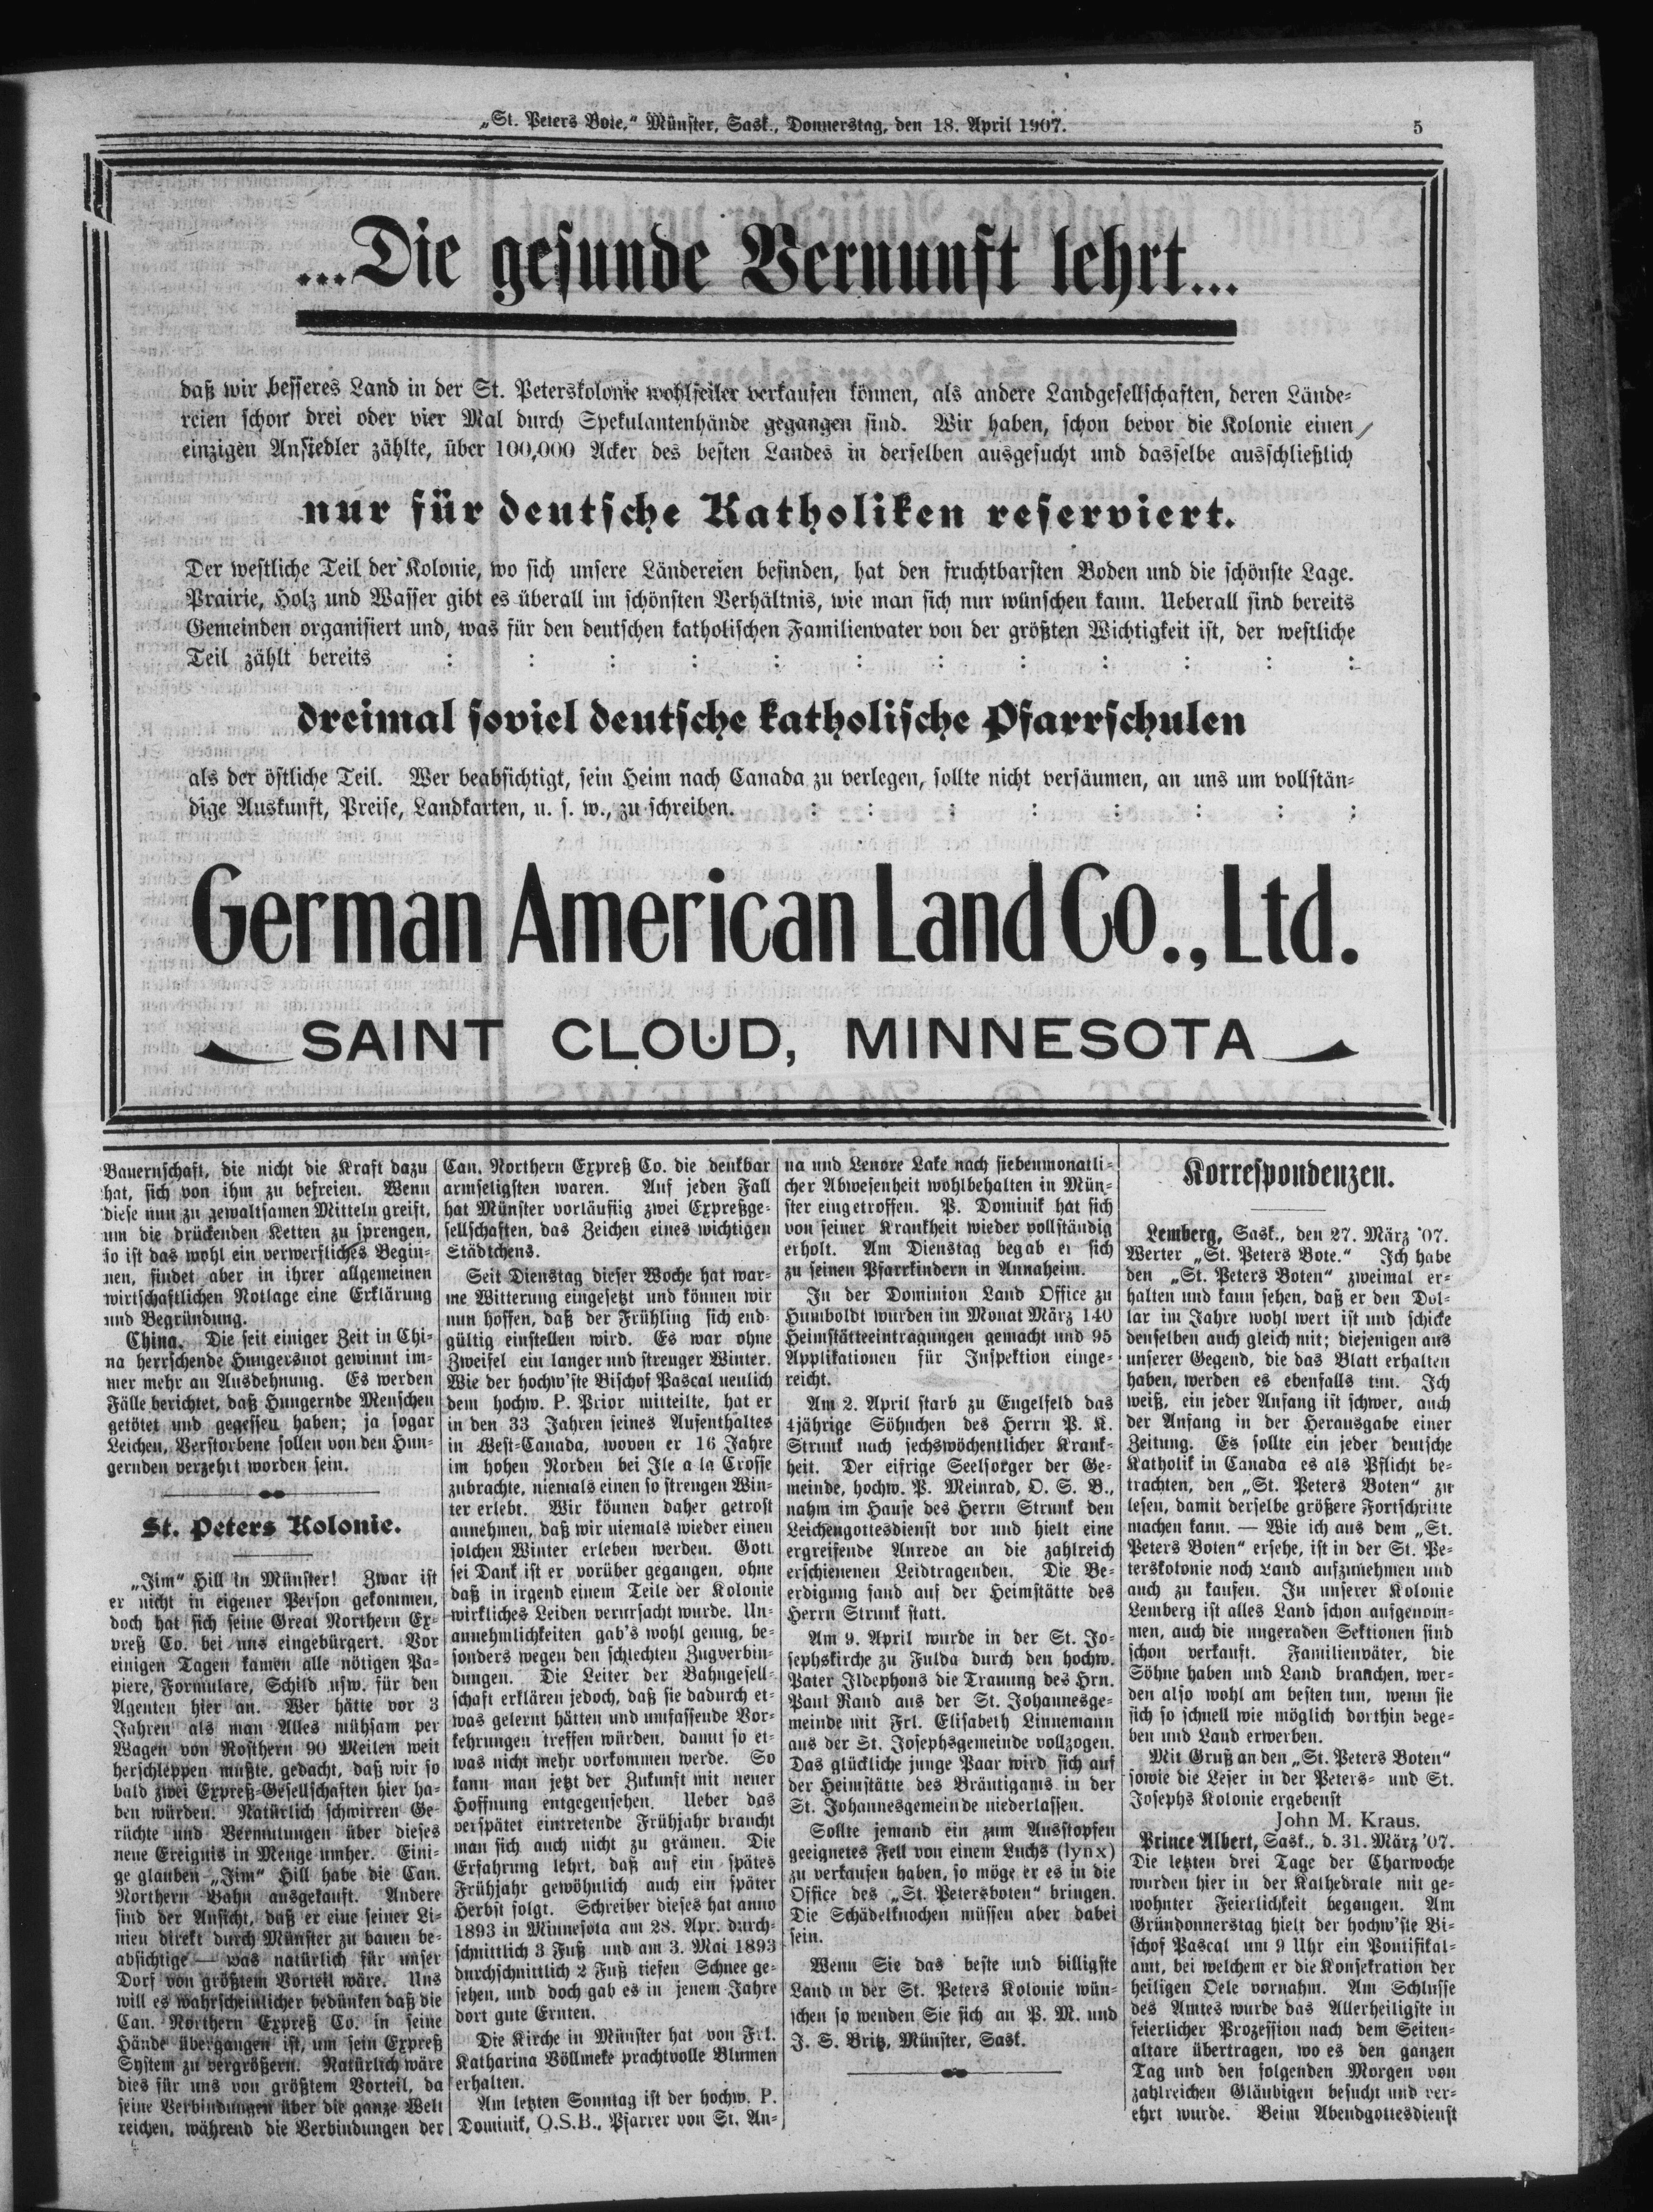 „St. Peters Bote,“ Münster, Sask., Donnerstag, den 18. April 1907.
5
...Die gesunde Vernunft lehrt...
daß wir besseres Land in der St. Peterskolonie wohlfeiler verkaufen können, als andere Landgesellschaften, deren Lände-
reien schon drei oder vier Mal durch Spekulantenhände gegangen sind. Wir haben, schon bevor die Kolonie einen
einzigen Ansiedler zählte, über 100,000 Acker des besten Landes in derselben ausgesucht und dasselbe ausschließlich
nur für deutsche Katholiken reserviert.
Der westliche Teil der Kolonie, wo sich unsere Ländereien befinden, hat den fruchtbarsten Boden und die schönste Lage.
Prairie, Holz und Wasser gibt es überall im schönsten Verhältnis, wie man sich nur wünschen kann. Ueberall sind bereits
Gemeinden organisiert und, was für den deutschen katholischen Familienvater von der größten Wichtigkeit ist, der westliche
Teil zählt bereits : : : : : : : : : : : :
dreimal soviel deutsche katholische Pfarrschulen
als der östliche Teil. Wer beabsichtigt, sein Heim nach Canada zu verlegen, sollte nicht versäumen, an uns um vollstän-
dige Auskunft, Preise, Landkarten, u. s. w., zu schreiben. : : : : : : : :
German American Land Co., Ltd.
SAINT CLOUD, MINNESOTA
Bauernschaft, die nicht die Kraft dazu
hat, sich von ihm zu befreien. Wenn
diese nun zu gewaltsamen Mitteln greift,
um die drückenden Ketten zu sprengen,
so ist das wohl ein verwerfliches Begin-
nen, findet aber in ihrer allgemeinen
wirtschaftlichen Notlage eine Erklärung
und Begründung.
China. Die seit einiger Zeit in Chi-
na herrschende Hungersnot gewinnt im-
mer mehr an Ausdehnung. Es werden
Fälle berichtet, daß Hungernde Menschen
getötet und gegessen haben; ja sogar
Leichen, Verstorbene sollen von den Hun-
gernden verzehrt worden sein.
St. Peters Kolonie.
„Jim“ Hill in Münster! Zwar ist
er nicht in eigener Person gekommen,
doch hat sich seine Great Northern Ex-
preß Co. bei uns eingebürgert. Vor
einigen Tagen kamen alle nötigen Pa-
piere, Formulare, Schild usw. für den
Agenten hier an. Wer hätte vor 3
Jahren als man Alles mühsam per
Wagen von Rosthern 90 Meilen weit
herschleppen mußte, gedacht, daß wir so
bald zwei Expreß-Gesellschaften hier ha-
ben würden. Natürlich schwirren Ge-
rüchte und Vermutungen über dieses
neue Ereignis in Menge umher. Eini-
ge glauben „Jim“ Hill habe die Can.
Northern Bahn ausgekauft. Andere
sind der Ansicht, daß er eine seiner Li-
nien direkt durch Münster zu bauen be-
absichtige — was natürlich für unser
Dorf von größtem Vorteil wäre. Uns
will es wahrscheinlicher bedünken daß die
Can. Northern Expreß Co. in seine
Hände übergangen ist, um sein Expreß
System zu vergrößern. Natürlich wäre
dies für uns von größtem Vorteil, da
seine Verbindungen über die ganze Welt
reichen, während die Verbindungen der
Can. Northern Expreß Co. die denkbar
armseligsten waren. Auf jeden Fall
hat Münster vorläufig zwei Expreßge-
sellschaften, das Zeichen eines wichtigen
Städtchens.
Seit Dienstag dieser Woche hat war-
me Witterung eingesetzt und können wir
nun hoffen, daß der Frühling sich end-
gültig einstellen wird. Es war ohne
Zweifel ein langer und strenger Winter.
Wie der hochw'ste Bischof Pascal neulich
dem hochw. P. Prior mitteilte, hat er
in den 33 Jahren seines Aufenthaltes
in West-Canada, wovon er 16 Jahre
im hohen Norden bei Ile a la Crosse
zubrachte, niemals einen so strengen Win-
ter erlebt. Wir können daher getrost
annehmen, daß wir niemals wieder einen
solchen Winter erleben werden. Gott
sei Dank ist er vorüber gegangen, ohne
daß in irgend einem Teile der Kolonie
wirkliches Leiden verursacht wurde. Un-
annehmlichkeiten gab's wohl genug, be-
sonders wegen den schlechten Zugverbin-
dungen. Die Leiter der Bahngesell-
schaft erklären jedoch, daß sie dadurch et-
was gelernt hätten und umfassende Vor-
kehrungen treffen würden, damit so et-
was nicht mehr vorkommen werde. So
kann man jetzt der Zukunft mit neuer
Hoffnung entgegensehen. Ueber das
verspätet eintretende Frühjahr braucht
man sich auch nicht zu grämen. Die
Erfahrung lehrt, daß auf ein spätes
Frühjahr gewöhnlich auch ein später
Herbst folgt. Schreiber dieses hat anno
1893 in Minnesota am 28. Apr. durch-
schnittlich 3 Fuß und am 3. Mai 1893
durchschnittlich 2 Fuß tiefen Schnee ge-
sehen, und doch gab es in jenem Jahre
dort gute Ernten.
Die Kirche in Münster hat von Frl.
Katharina Völlmeke prachtvolle Blumen
erhalten.
Am letzten Sonntag ist der hochw. P.
Dominik, O.S.B., Pfarrer von St. An-
na und Lenore Lake nach siebenmonatli-
cher Abwesenheit wohlbehalten in Mün-
ster eingetroffen. P. Dominik hat sich
von seiner Krankheit wieder vollständig
erholt. Am Dienstag begab er sich
zu seinen Pfarrkindern in Annaheim.
In der Dominion Land Office zu
Humboldt wurden im Monat März 140
Heimstätteeintragungen gemacht und 95
Applikationen für Inspektion einge-
reicht.
Am 2. April starb zu Engelfeld das
4jährige Söhnchen des Herrn P. K.
Strunk nach sechswöchentlicher Krank-
heit. Der eifrige Seelsorger der Ge-
meinde, hochw. P. Meinrad, O. S. B.,
nahm im Hause des Herrn Strunk den
Leichengottesdienst vor und hielt eine
ergreifende Anrede an die zahlreich
erschienenen Leidtragenden. Die Be-
erdigung fand auf der Heimstätte des
Herrn Strunk statt.
Am 9. April wurde in der St. Jo-
sephskirche zu Fulda durch den hochw.
Pater Ildephons die Trauung des Hrn.
Paul Rand aus der St. Johannesge-
meinde mit Frl. Elisabeth Linnemann
aus der St. Josephsgemeinde vollzogen.
Das glückliche junge Paar wird sich auf
der Heimstätte des Bräutigams in der
St. Johannesgemeinde niederlassen.
Sollte jemand ein zum Ausstopfen
geeignetes Fell von einem Luchs (lynx)
zu verkaufen haben, so möge er es in die
Office des „St. Petersboten“ bringen.
Die Schädelknochen müssen aber dabei
sein.
Wenn Sie das beste und billigste
Land in der St. Peters Kolonie wün-
schen so wenden Sie sich an P. M. und
J. S. Britz, Münster, Sask.
Korrespondenzen.
Lemberg, Sask., den 27. März '07.
Werter „St. Peters Bote.“ Ich habe
den „St. Peters Boten“ zweimal er-
halten und kann sehen, daß er den Dol-
lar im Jahre wohl wert ist und schicke
denselben auch gleich mit; diejenigen aus
unserer Gegend, die das Blatt erhalten
haben, werden es ebenfalls tun. Ich
weiß, ein jeder Anfang ist schwer, auch
der Anfang in der Herausgabe einer
Zeitung. Es sollte ein jeder deutsche
Katholik in Canada es als Pflicht be-
trachten, den „St. Peters Boten“ zu
lesen, damit derselbe größere Fortschritte
machen kann. — Wie ich aus dem „St.
Peters Boten“ ersehe, ist in der St. Pe-
terskolonie noch Land aufzunehmen und
auch zu kaufen. In unserer Kolonie
Lemberg ist alles Land schon aufgenom-
men, auch die ungeraden Sektionen sind
schon verkauft. Familienväter, die
Söhne haben und Land brauchen, wer-
den also wohl am besten tun, wenn sie
sich so schnell wie möglich dorthin bege-
ben und Land erwerben.
Mit Gruß an den „St. Peters Boten“
sowie die Leser in der Peters- und St.
Josephs Kolonie ergebenst
John M. Kraus.
Prince Albert, Sask., d. 31. März '07.
Die letzten drei Tage der Charwoche
wurden hier in der Kathedrale mit ge-
wohnter Feierlichkeit begangen. Am
Gründonnerstag hielt der hochw'ste Bi-
schof Pascal um 9 Uhr ein Pontifikal-
amt, bei welchem er die Konsekration der
heiligen Oele vornahm. Am Schlusse
des Amtes wurde das Allerheiligste in
feierlicher Prozession nach dem Seiten-
altare übertragen, wo es den ganzen
Tag und den folgenden Morgen von
zahlreichen Gläubigen besucht und ver-
ehrt wurde. Beim Abendgottesdienst